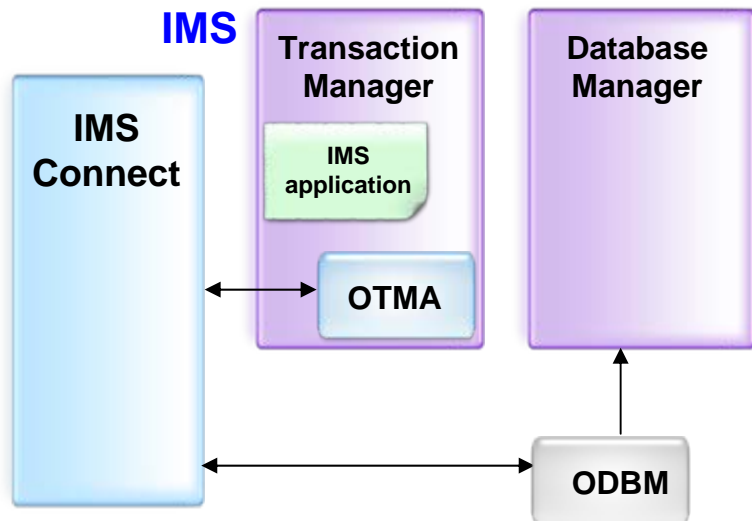 IMS
Transaction
Manager
Database
Manager
IMS
Connect
IMS
application
OTMA
ODBM